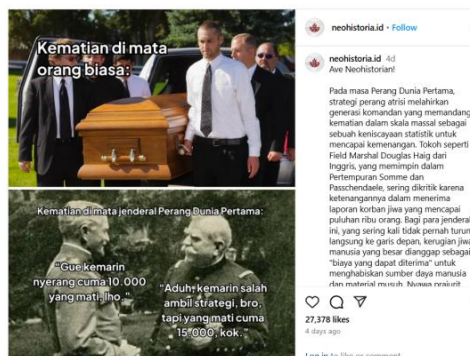 Kematian di mata
orang biasa:
Kematian di mata jenderal Perang Dunia Pertama:
"Gue kemarin
nyerang cuma 10.000
yang mati, lho."
"Aduh, kemarin salah
ambil strategi, bro,
tapi yang mati cuma
15.000, kok."
neohistoria.id • Follow
neohistoria.id 4d
Ave Neohistorian!
Pada masa Perang Dunia Pertama,
strategi perang atrisi melahirkan
generasi komandan yang memandang
kematian dalam skala massal sebagai
sebuah keniscayaan statistik untuk
mencapai kemenangan. Tokoh seperti
Field Marshal Douglas Haig dari
Inggris, yang memimpin dalam
Pertempuran Somme dan
Passchendaele, sering dikritik karena
ketenangannya dalam menerima
laporan korban jiwa yang mencapai
puluhan ribu orang. Bagi para jenderal
ini, yang sering kali tidak pernah turun
langsung ke garis depan, kerugian jiwa
manusia yang besar dianggap sebagai
"biaya yang dapat diterima" untuk
menghabiskan sumber daya manusia
dan material musuh. Nyawa prajurit
27,378 likes
4 days ago
Log in to like or comment.